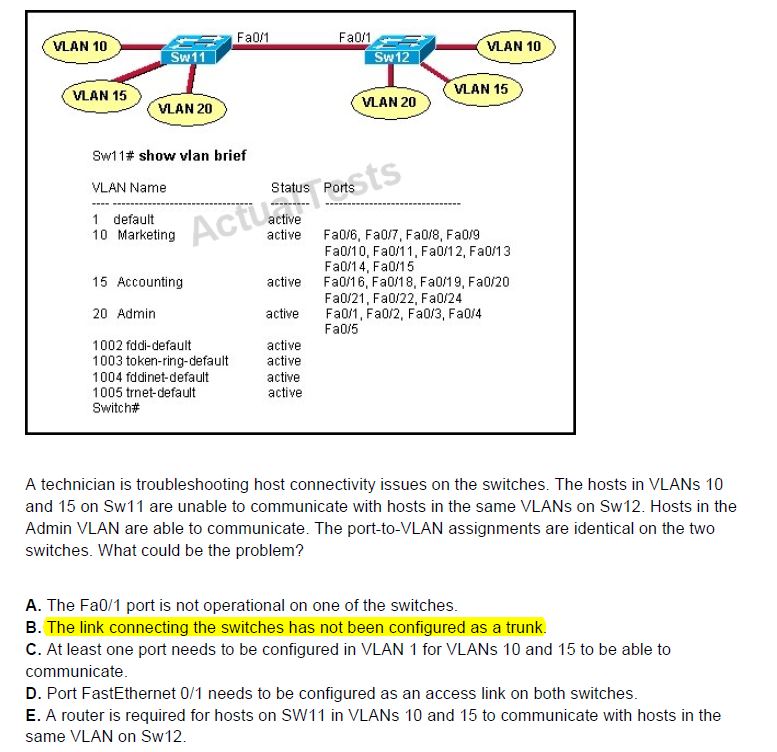 VLAN 10
Fa0/1
Fa0/1
VLAN 10
Sw11
Sw12
VLAN 15
VLAN 20
VLAN 20
VLAN 15
Sw11# show vlan brief
VLAN Name Status Ports
---- -------------------------------- --------- -------------------------------
1 default active
10 Marketing active Fa0/6, Fa0/7, Fa0/8, Fa0/9
Fa0/10, Fa0/11, Fa0/12, Fa0/13
Fa0/14, Fa0/15
15 Accounting active Fa0/16, Fa0/18, Fa0/19, Fa0/20
Fa0/21, Fa0/22, Fa0/24
20 Admin active Fa0/1, Fa0/2, Fa0/3, Fa0/4
Fa0/5
1002 fddi-default active
1003 token-ring-default active
1004 fddinet-default active
1005 trnet-default active
Switch#
ActualTests
A technician is troubleshooting host connectivity issues on the switches. The hosts in VLANs 10
and 15 on Sw11 are unable to communicate with hosts in the same VLANs on Sw12. Hosts in the
Admin VLAN are able to communicate. The port-to-VLAN assignments are identical on the two
switches. What could be the problem?
A. The Fa0/1 port is not operational on one of the switches.
B. The link connecting the switches has not been configured as a trunk.
C. At least one port needs to be configured in VLAN 1 for VLANs 10 and 15 to be able to
communicate.
D. Port FastEthernet 0/1 needs to be configured as an access link on both switches.
E. A router is required for hosts on SW11 in VLANs 10 and 15 to communicate with hosts in the
same VLAN on Sw12.